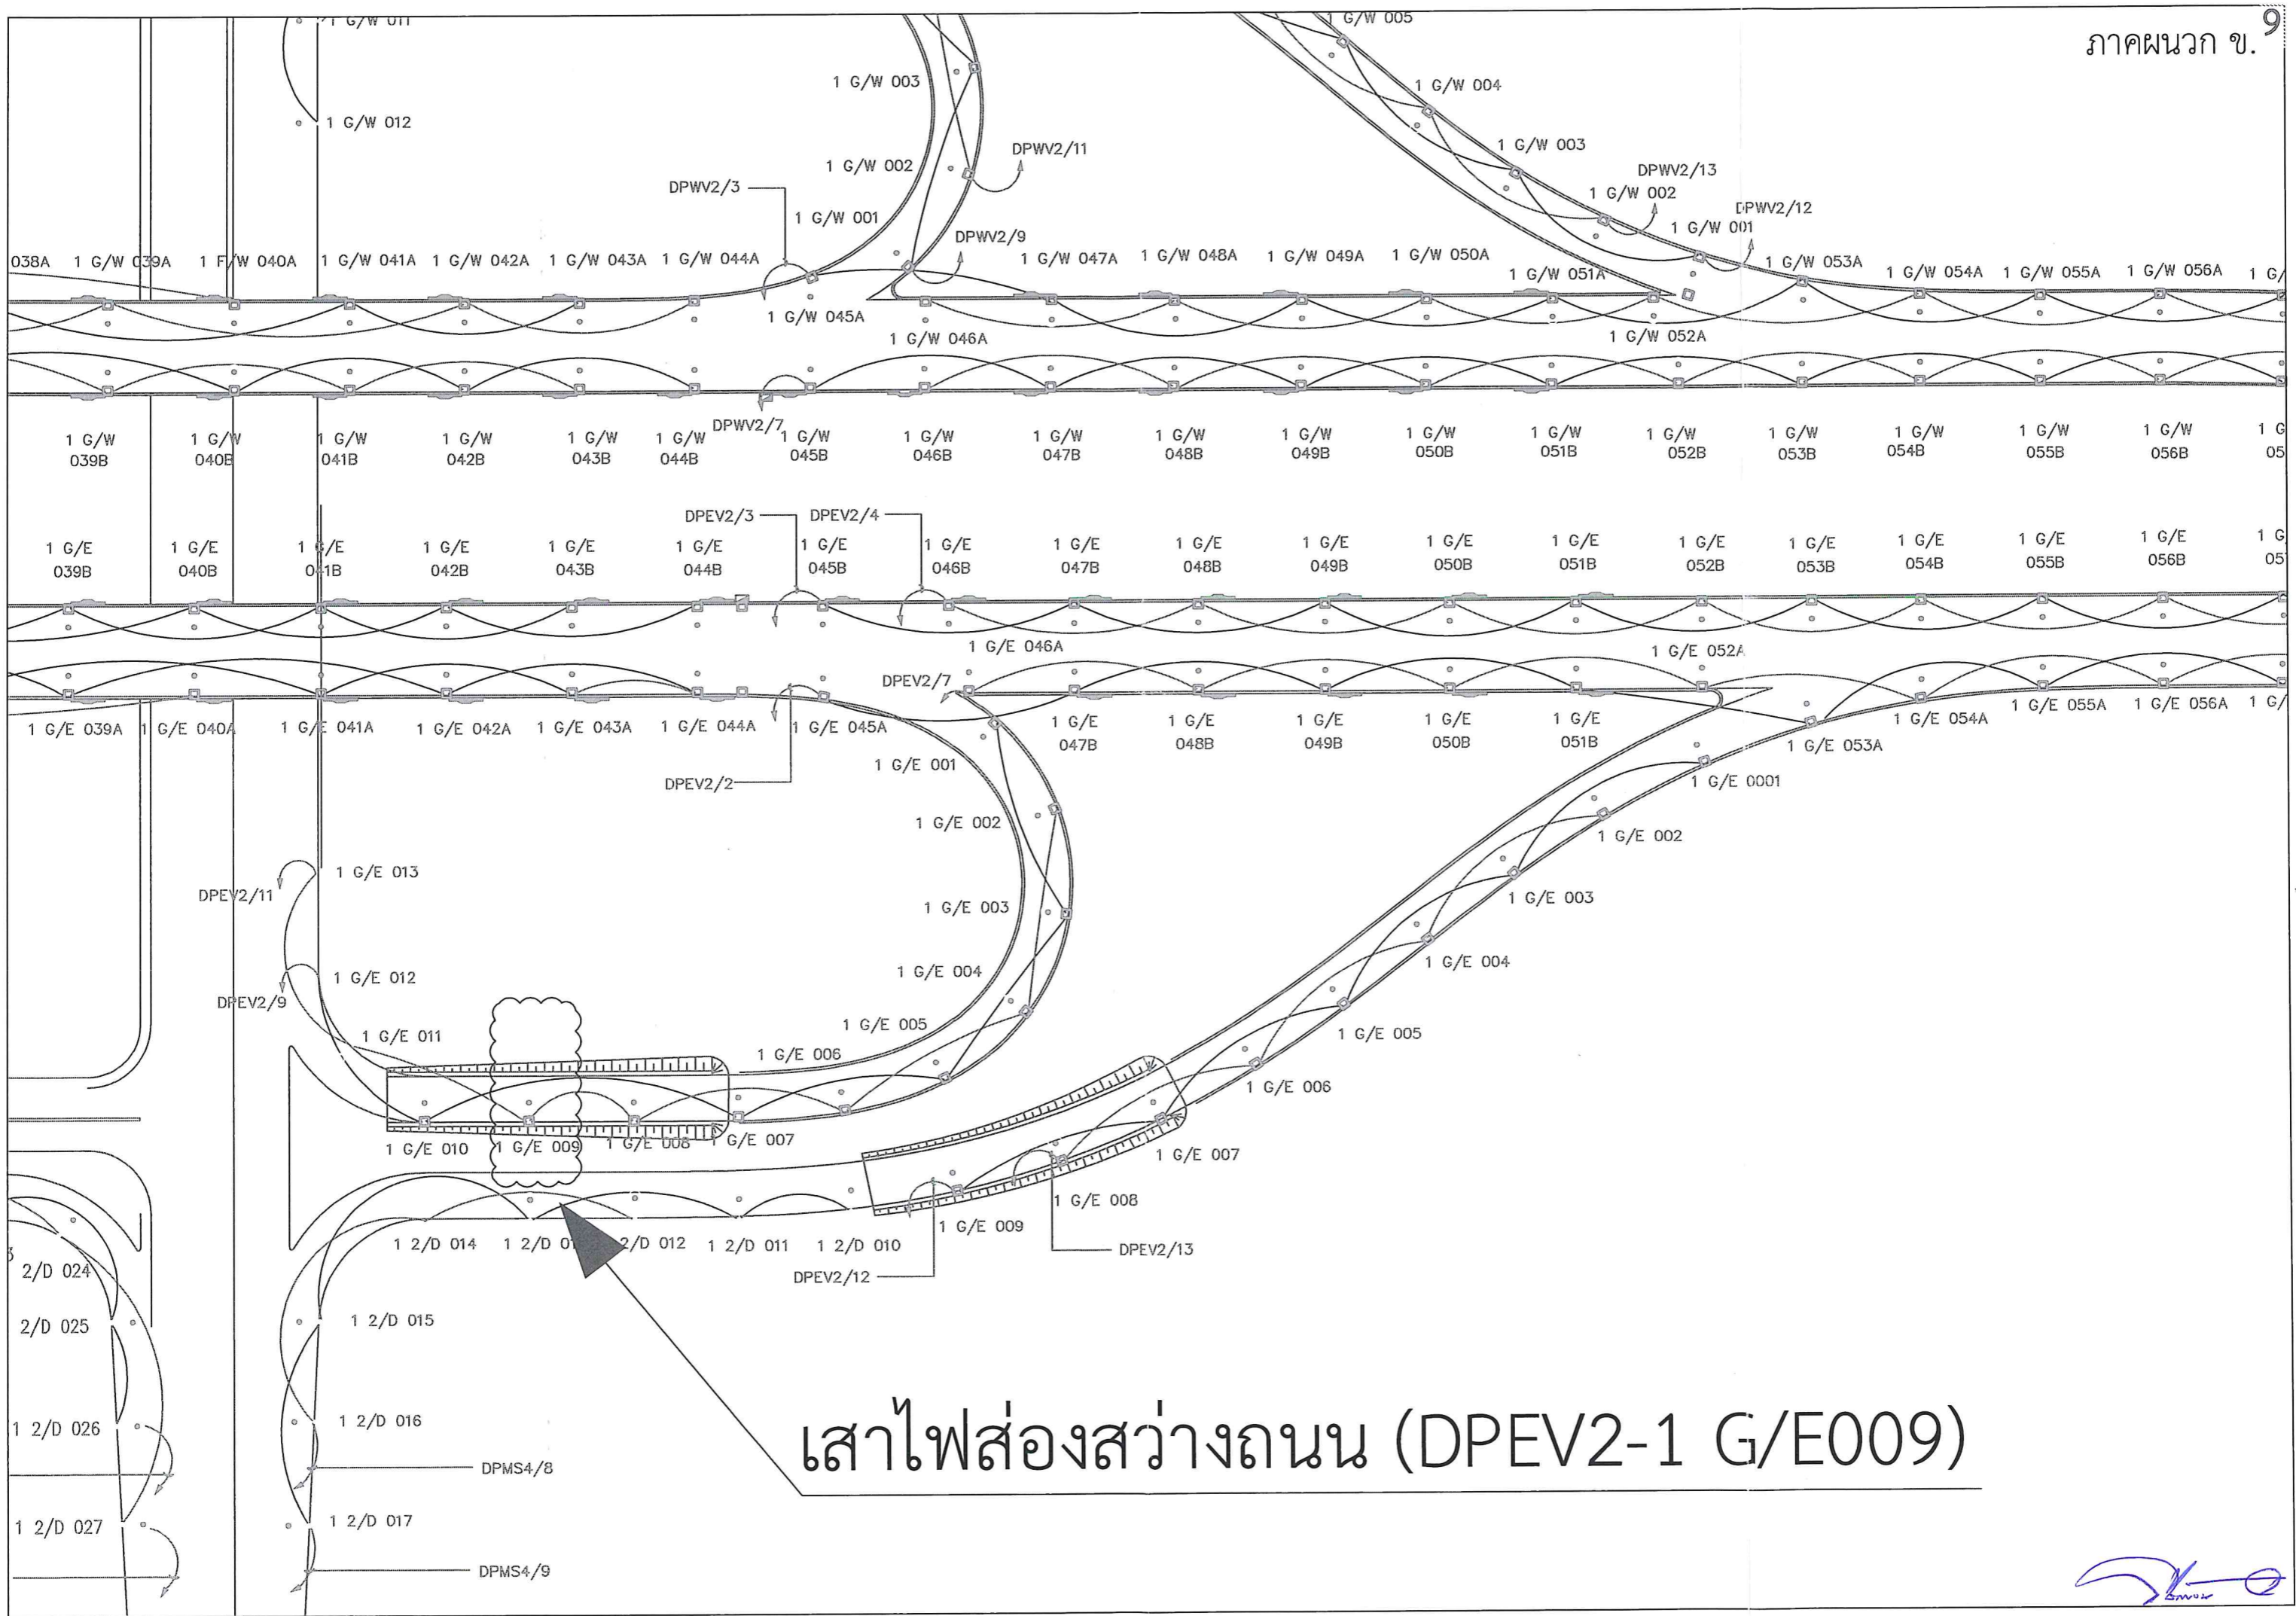 ภาคผนวก ข. 9
1 G/W 011
1 G/W 012
1 G/W 003
1 G/W 002
1 G/W 001
DPWV2/3
DPWV2/11
DPWV2/9
1 G/W 005
1 G/W 004
1 G/W 003
DPWV2/13
1 G/W 002
DPWV2/12
1 G/W 001
038A 1 G/W 039A 1 F/W 040A 1 G/W 041A 1 G/W 042A 1 G/W 043A 1 G/W 044A 1 G/W 047A 1 G/W 048A 1 G/W 049A 1 G/W 050A 1 G/W 051A 1 G/W 053A 1 G/W 054A 1 G/W 055A 1 G/W 056A 1 G/
1 G/W 045A
1 G/W 046A
1 G/W 052A
DPWV2/7
1 G/W 1 G/W 1 G/W 1 G/W 1 G/W 1 G/W 1 G/W 1 G/W 1 G/W 1 G/W 1 G/W 1 G/W 1 G/W 1 G/W 1 G/W 1 G/W 1 G/W 1 G/W 1 G
039B 040B 041B 042B 043B 044B 045B 046B 047B 048B 049B 050B 051B 052B 053B 054B 055B 056B 05
DPEV2/3 DPEV2/4
1 G/E 1 G/E 1 G/E 1 G/E 1 G/E 1 G/E 1 G/E 1 G/E 1 G/E 1 G/E 1 G/E 1 G/E 1 G/E 1 G/E 1 G/E 1 G/E 1 G/E 1 G/E 1 G
039B 040B 041B 042B 043B 044B 045B 046B 047B 048B 049B 050B 051B 052B 053B 054B 055B 056B 05
1 G/E 046A
1 G/E 052A
DPEV2/7
1 G/E 039A 1 G/E 040A 1 G/E 041A 1 G/E 042A 1 G/E 043A 1 G/E 044A 1 G/E 045A
1 G/E 1 G/E 1 G/E 1 G/E 1 G/E
047B 048B 049B 050B 051B
1 G/E 053A 1 G/E 054A 1 G/E 055A 1 G/E 056A 1 G/
DPEV2/2
1 G/E 001
1 G/E 002
1 G/E 003
1 G/E 004
1 G/E 005
1 G/E 006
1 G/E 0001
1 G/E 002
1 G/E 003
1 G/E 004
1 G/E 005
1 G/E 006
1 G/E 007
1 G/E 008
1 G/E 009
1 G/E 013
DPEV2/11
1 G/E 012
DPEV2/9
1 G/E 011
1 G/E 010 1 G/E 009 1 G/E 008 1 G/E 007
1 2/D 014 1 2/D 01 2/D 012 1 2/D 011 1 2/D 010
DPEV2/13
DPEV2/12
2/D 024
2/D 025
1 2/D 026
1 2/D 027
1 2/D 015
1 2/D 016
DPMS4/8
1 2/D 017
DPMS4/9
เสาไฟส่องสว่างถนน (DPEV2-1 G/E009)